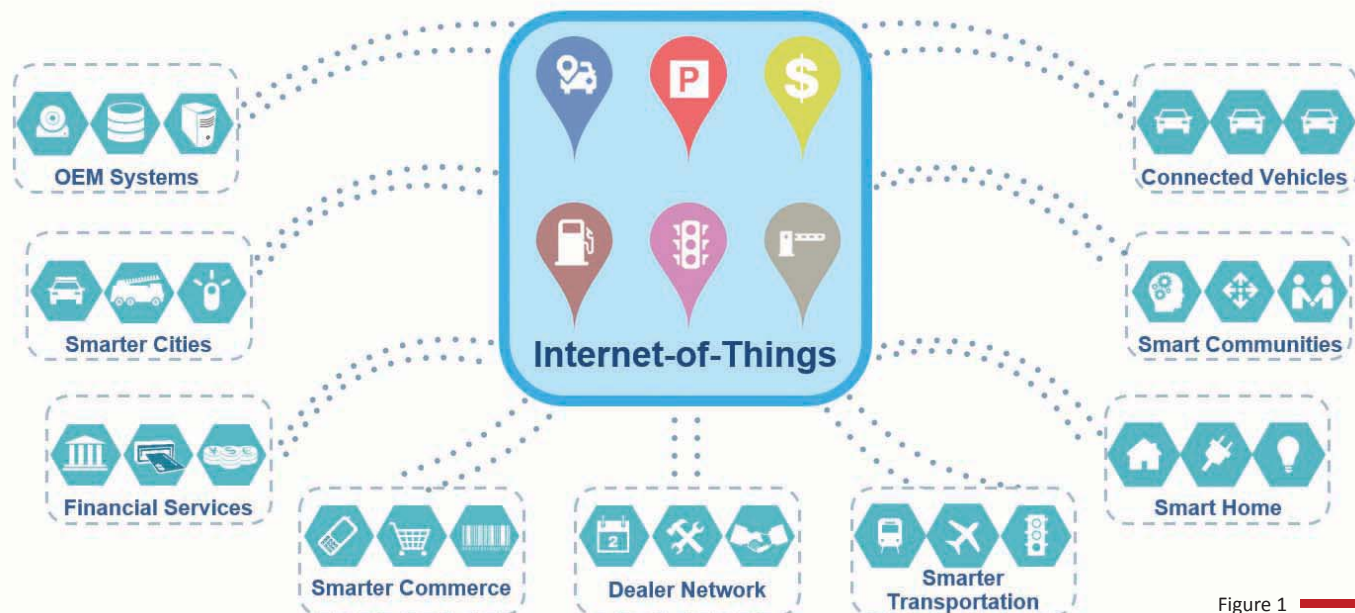 P
$
Internet-of-Things
OEM Systems
Connected Vehicles
Smarter Cities
Smart Communities
Financial Services
¥ $ €
Smart Home
Smarter Commerce
2
Dealer Network
Smarter
Transportation
Figure 1